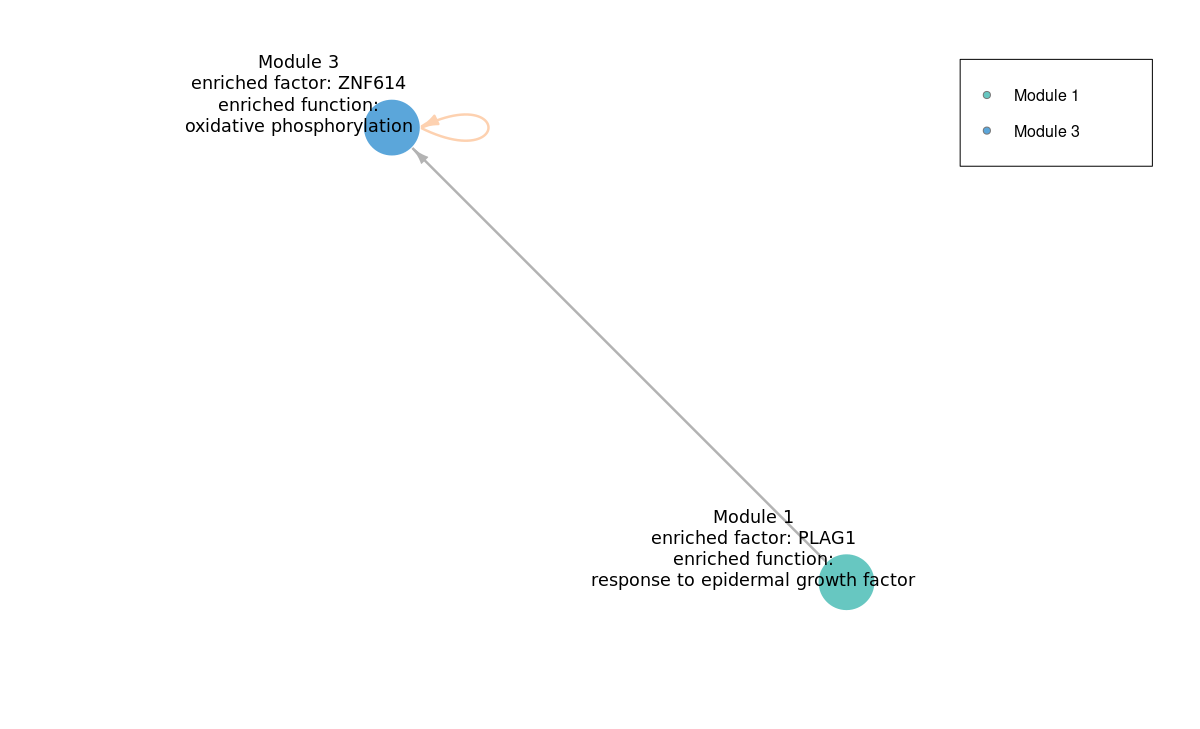 Module 3
enriched factor: ZNF614
enriched function:
oxidative phosphorylation
Module 1
Module 3
Module 1
enriched factor: PLAG1
enriched function:
response to epidermal growth factor